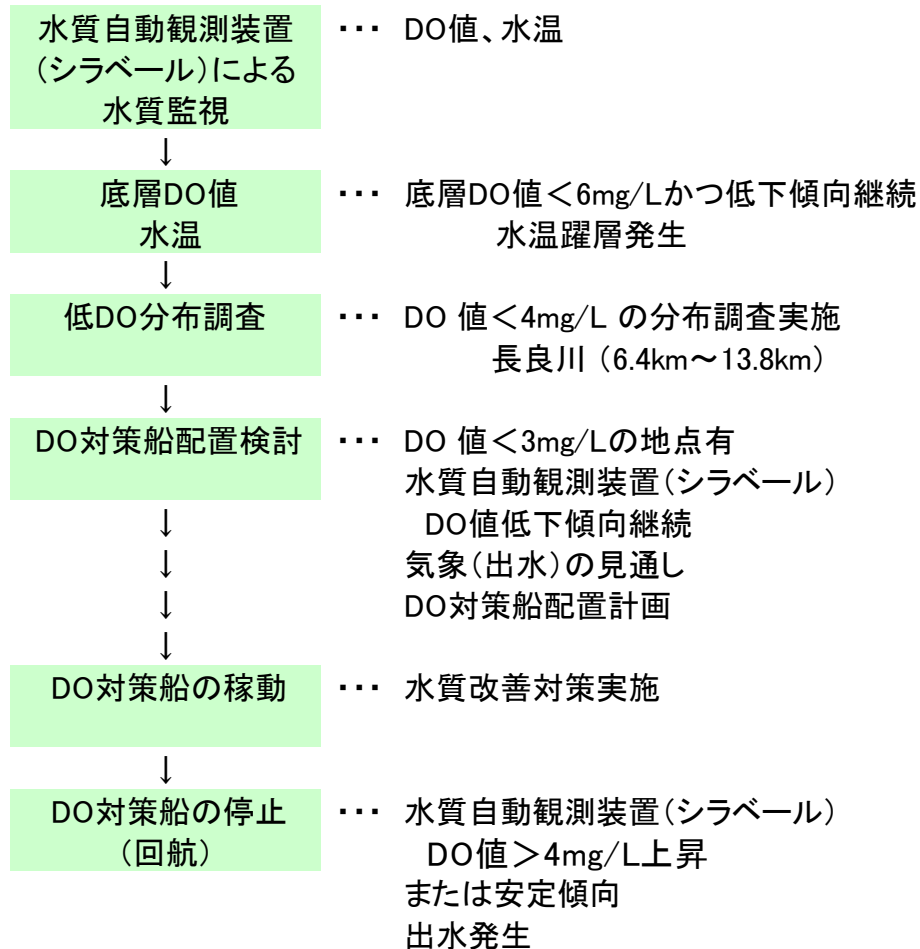 水質自動観測装置 ・・・ DO値、水温
(シラベール)による
水質監視
↓
底層DO値 ・・・ 底層DO値＜6mg/Lかつ低下傾向継続
水温 水温躍層発生
↓
低DO分布調査 ・・・ DO 値＜4mg/L の分布調査実施
長良川 (6.4km～13.8km)
↓
DO対策船配置検討 ・・・ DO 値＜3mg/Lの地点有
水質自動観測装置(シラベール)
↓ DO値低下傾向継続
↓ 気象(出水)の見通し
↓ DO対策船配置計画
↓
DO対策船の稼動 ・・・ 水質改善対策実施
↓
DO対策船の停止 ・・・ 水質自動観測装置(シラベール)
(回航) DO値＞4mg/L上昇
または安定傾向
出水発生